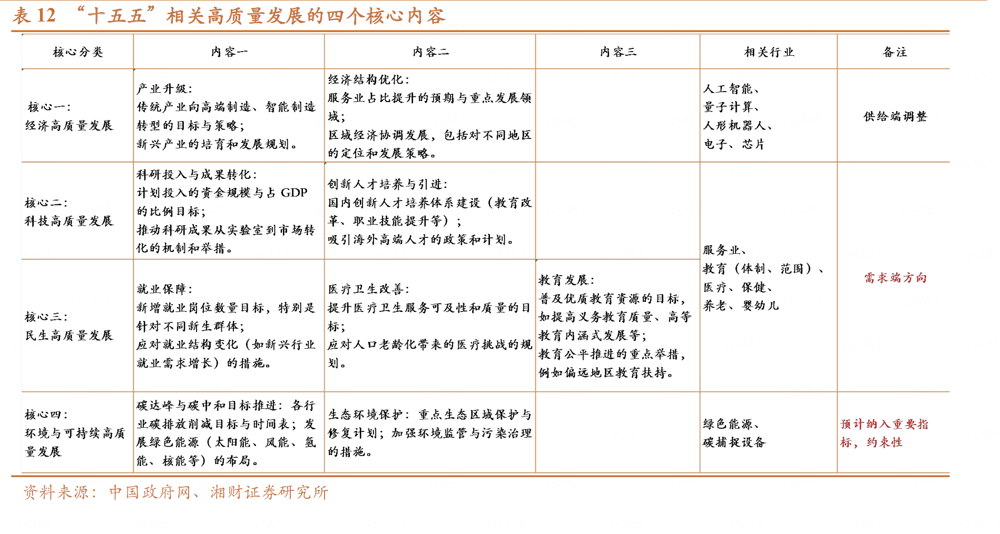 表 12 “十五五”相关高质量发展的四个核心内容
核心分类
内容一
内容二
内容三
相关行业
备注
核心一：
经济高质量发展
产业升级：
传统产业向高端制造、智能制造
转型的目标与策略；
新兴产业的培育和发展规划。
经济结构优化：
服务业占比提升的预期与重点发展领
域；
区域经济协调发展，包括对不同地区
的定位和发展策略。
人工智能、
量子计算、
人形机器人、
电子、芯片
供给端调整
核心二：
科技高质量发展
科研投入与成果转化：
计划投入的资金规模与占 GDP
的比例目标；
推动科研成果从实验室到市场转
化的机制和举措。
创新人才培养与引进：
国内创新人才培养体系建设（教育改
革、职业技能提升等）；
吸引海外高端人才的政策和计划。
服务业、
教育（体制、范围）、
医疗、保健、
养老、婴幼儿
需求端方向
核心三：
民生高质量发展
就业保障：
新增就业岗位数量目标，特别是
针对不同新生群体；
应对就业结构变化（如新兴行业
就业需求增长）的措施。
医疗卫生改善：
提升医疗卫生服务可及性和质量的目
标；
应对人口老龄化带来的医疗挑战的规
划。
教育发展：
普及优质教育资源的目标，
如提高义务教育质量、高等
教育内涵式发展等；
教育公平推进的重点举措，
例如偏远地区教育扶持。
核心四：
环境与可持续高质
量发展
碳达峰与碳中和目标推进：各行
业碳排放削减目标与时间表；发
展绿色能源（太阳能、风能、氢
能、核能等）的布局。
生态环境保护：重点生态区域保护与
修复计划；加强环境监管与污染治理
的措施。
绿色能源、
碳捕捉设备
预计纳入重要指
标，约束性
资料来源：中国政府网、湘财证券研究所